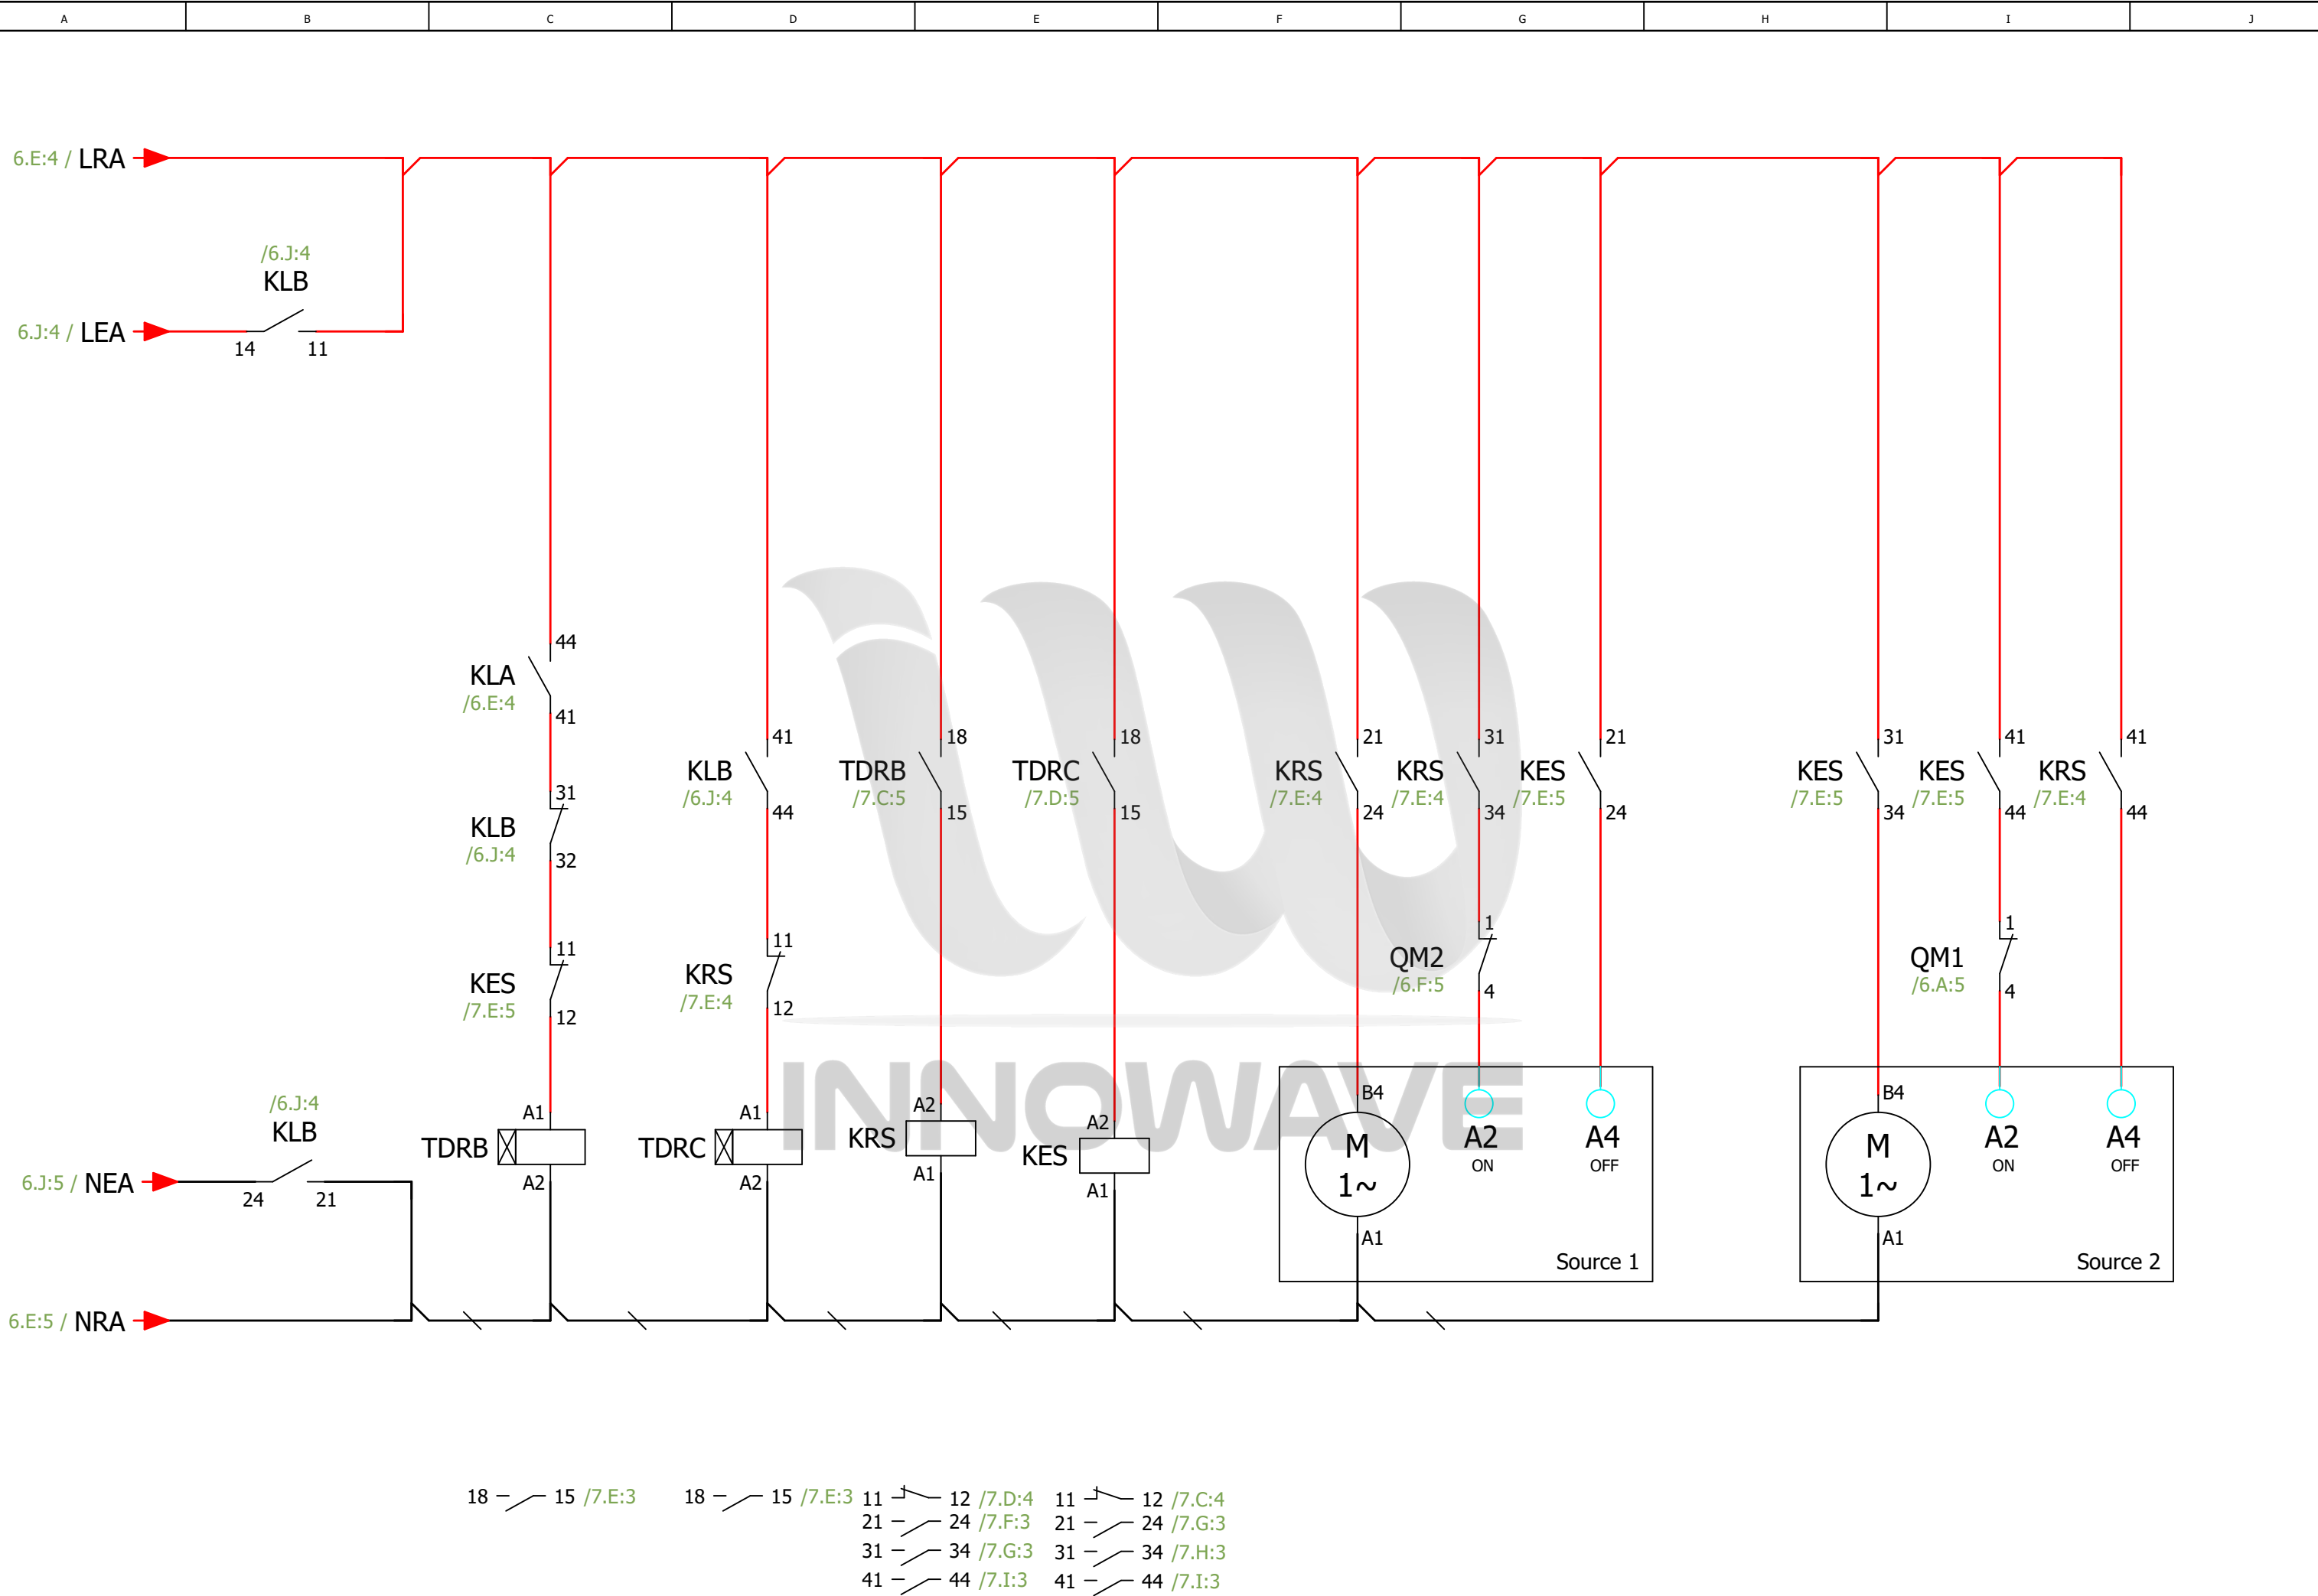 A B C D E F G H I J
6.E:4 / LRA
/6.J:4
KLB
6.J:4 / LEA
14 11
44
KLA
/6.E:4
41
31
KLB
/6.J:4
32
11
KES
/7.E:5
12
41
KLB
/6.J:4
44
11
KRS
/7.E:4
12
18
TDRB
/7.C:5
15
18
TDRC
/7.D:5
15
21
KRS
/7.E:4
24
31
KRS
/7.E:4
34
21
KES
/7.E:5
24
1
QM2
/6.F:5
4
31
KES
/7.E:5
34
41
KES
/7.E:5
44
41
KRS
/7.E:4
44
1
QM1
/6.A:5
4
INNOWAVE
/6.J:4
KLB
6.J:5 / NEA
24 21
A1
TDRB
A2
A1
TDRC
A2
A2
KRS
A1
A2
KES
A1
B4
M
1~
A1
A2
ON
A4
OFF
Source 1
B4
M
1~
A1
A2
ON
A4
OFF
Source 2
6.E:5 / NRA
18 15 /7.E:3
18 15 /7.E:3
11 12 /7.D:4
21 24 /7.F:3
31 34 /7.G:3
41 44 /7.I:3
11 12 /7.C:4
21 24 /7.G:3
31 34 /7.H:3
41 44 /7.I:3